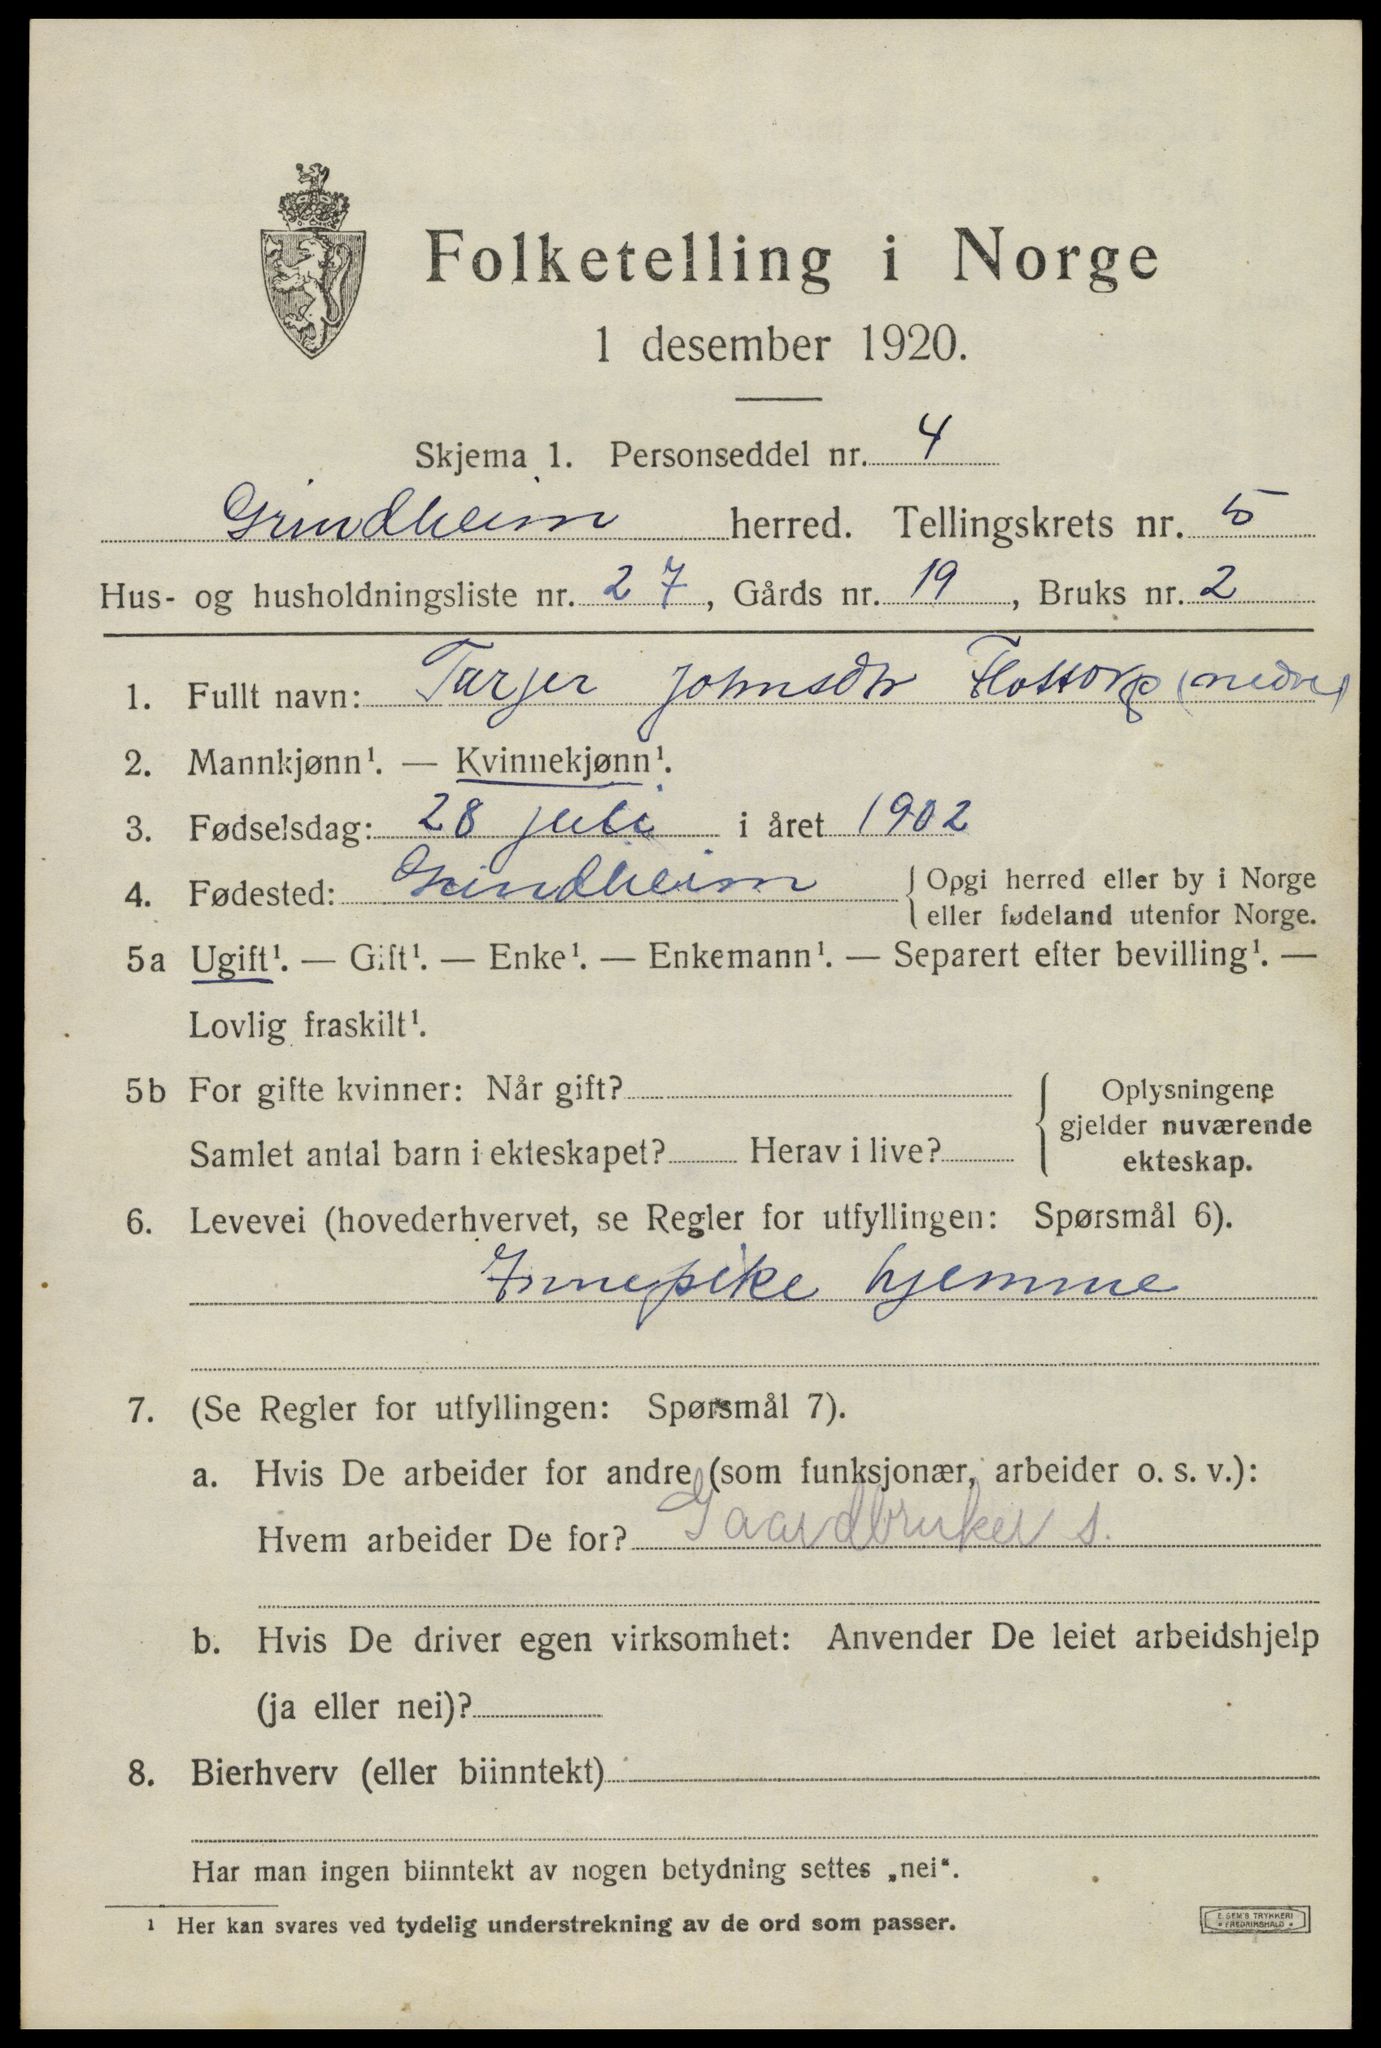 Folketelling i Norge
1 desember 1920.
Skjema 1. Personseddel nr. 4
Grindheim herred. Tellingskrets nr. 5
Hus- og husholdningsliste nr. 27, Gårds nr. 19, Bruks nr. 2
1. Fullt navn: Tarjer Johnsdtr Flottorp (nedre)
2. Mannkjønn¹. — Kvinnekjønn¹.
3. Fødselsdag: 28 juli i året 1902
4. Fødested: Grindheim { Opgi herred eller by i Norge
eller fødeland utenfor Norge.
5a Ugift¹. — Gift¹. — Enke¹. — Enkemann¹. — Separert efter bevilling¹. —
Lovlig fraskilt¹.
5b For gifte kvinner: Når gift? { Oplysningene
gjelder nuværende
Samlet antal barn i ekteskapet? Herav i live? ekteskap.
6. Levevei (hovederhvervet, se Regler for utfyllingen: Spørsmål 6).
Innepike hjemme
7. (Se Regler for utfyllingen: Spørsmål 7).
a. Hvis De arbeider for andre (som funksjonær, arbeider o. s. v.):
Hvem arbeider De for? Gaardbruker s.
b. Hvis De driver egen virksomhet: Anvender De leiet arbeidshjelp
(ja eller nei)?
8. Bierhverv (eller biinntekt)
Har man ingen biinntekt av nogen betydning settes „nei“.
¹ Her kan svares ved tydelig understrekning av de ord som passer.
E. SEM'S TRYKKERI
FREDRIKSHALD